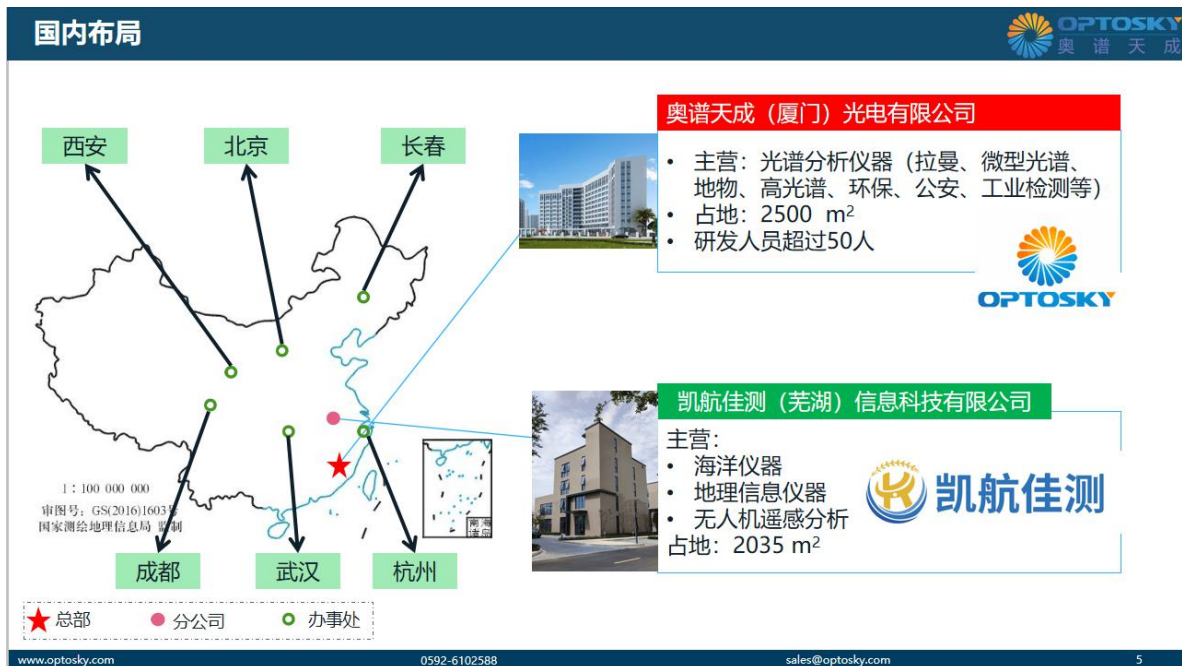 国内布局
OPTOSKY
奥谱天成
西安
北京
长春
奥谱天成（厦门）光电有限公司
• 主营：光谱分析仪器（拉曼、微型光谱、
地物、高光谱、环保、公安、工业检测等）
• 占地：2500 m²
• 研发人员超过50人
OPTOSKY
凯航佳测（芜湖）信息科技有限公司
主营：
• 海洋仪器
• 地理信息仪器
• 无人机遥感分析
占地：2035 m²
凯航佳测
1：100 000 000
审图号：GS(2016)1603号
国家测绘地理信息局 监制
南海
诸岛
成都
武汉
杭州
总部
分公司
办事处
www.optosky.com
0592-6102588
sales@optosky.com
5